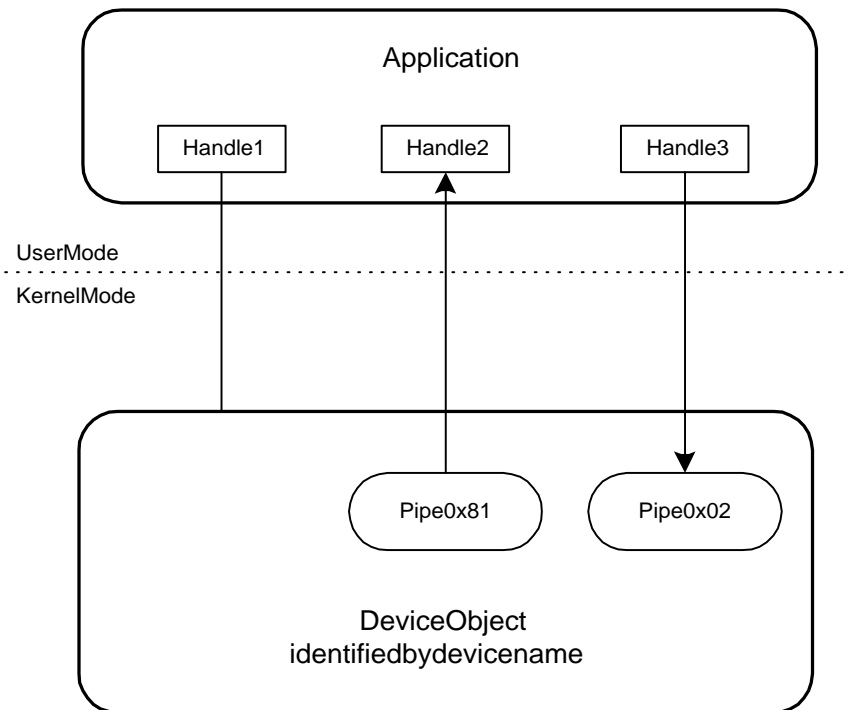 Application
Handle1
Handle2
Handle3
UserMode
KernelMode
Pipe0x81
Pipe0x02
DeviceObject
identifiedbydevicename